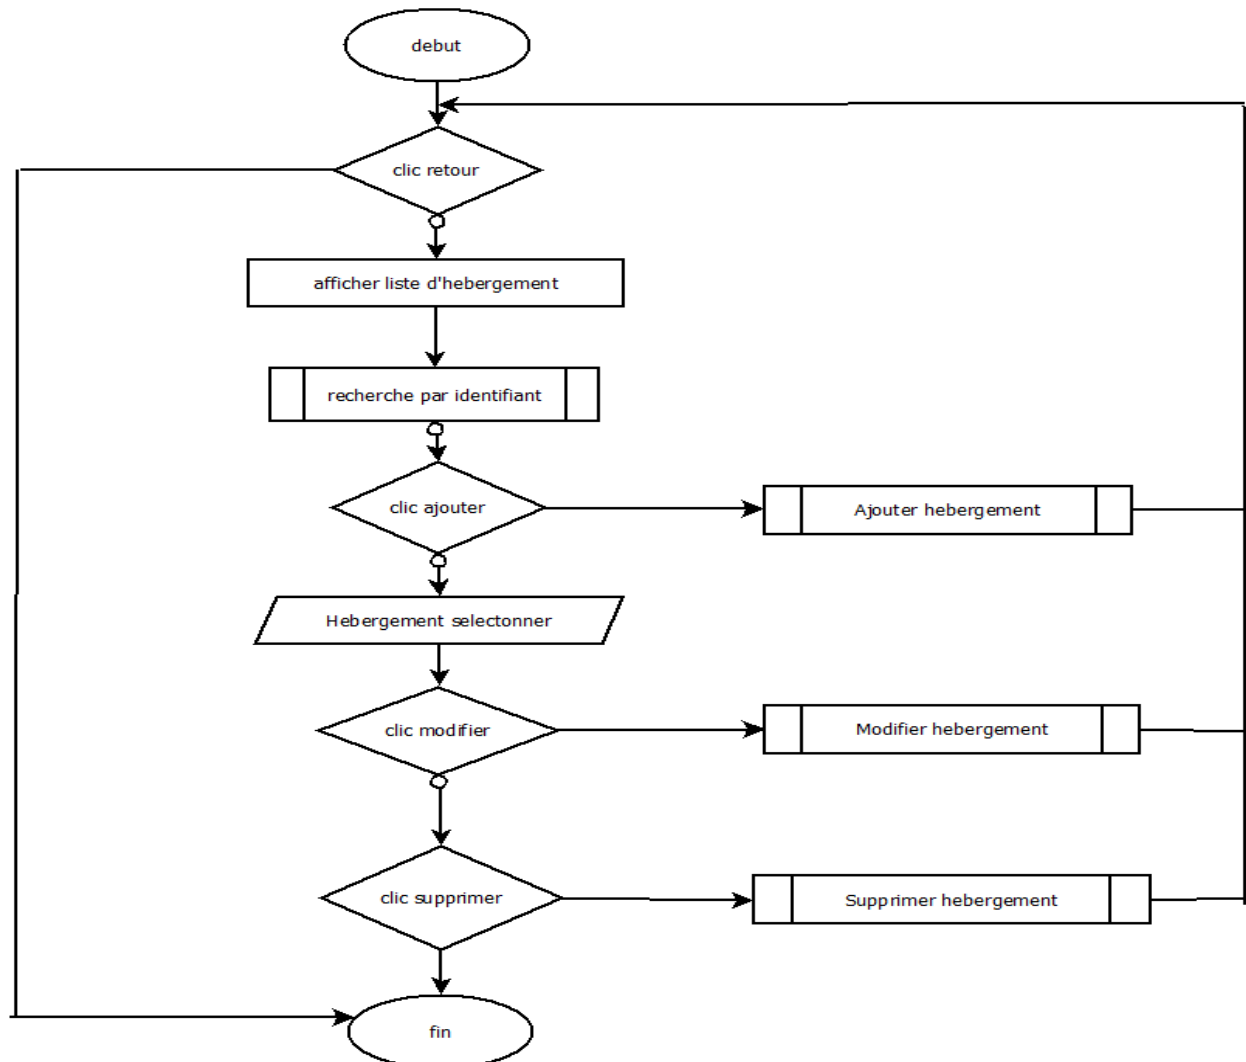 debut
clic retour
afficher liste d'hebergement
recherche par identifiant
clic ajouter
Ajouter hebergement
Hebergement selectonner
clic modifier
Modifier hebergement
clic supprimer
Supprimer hebergement
fin